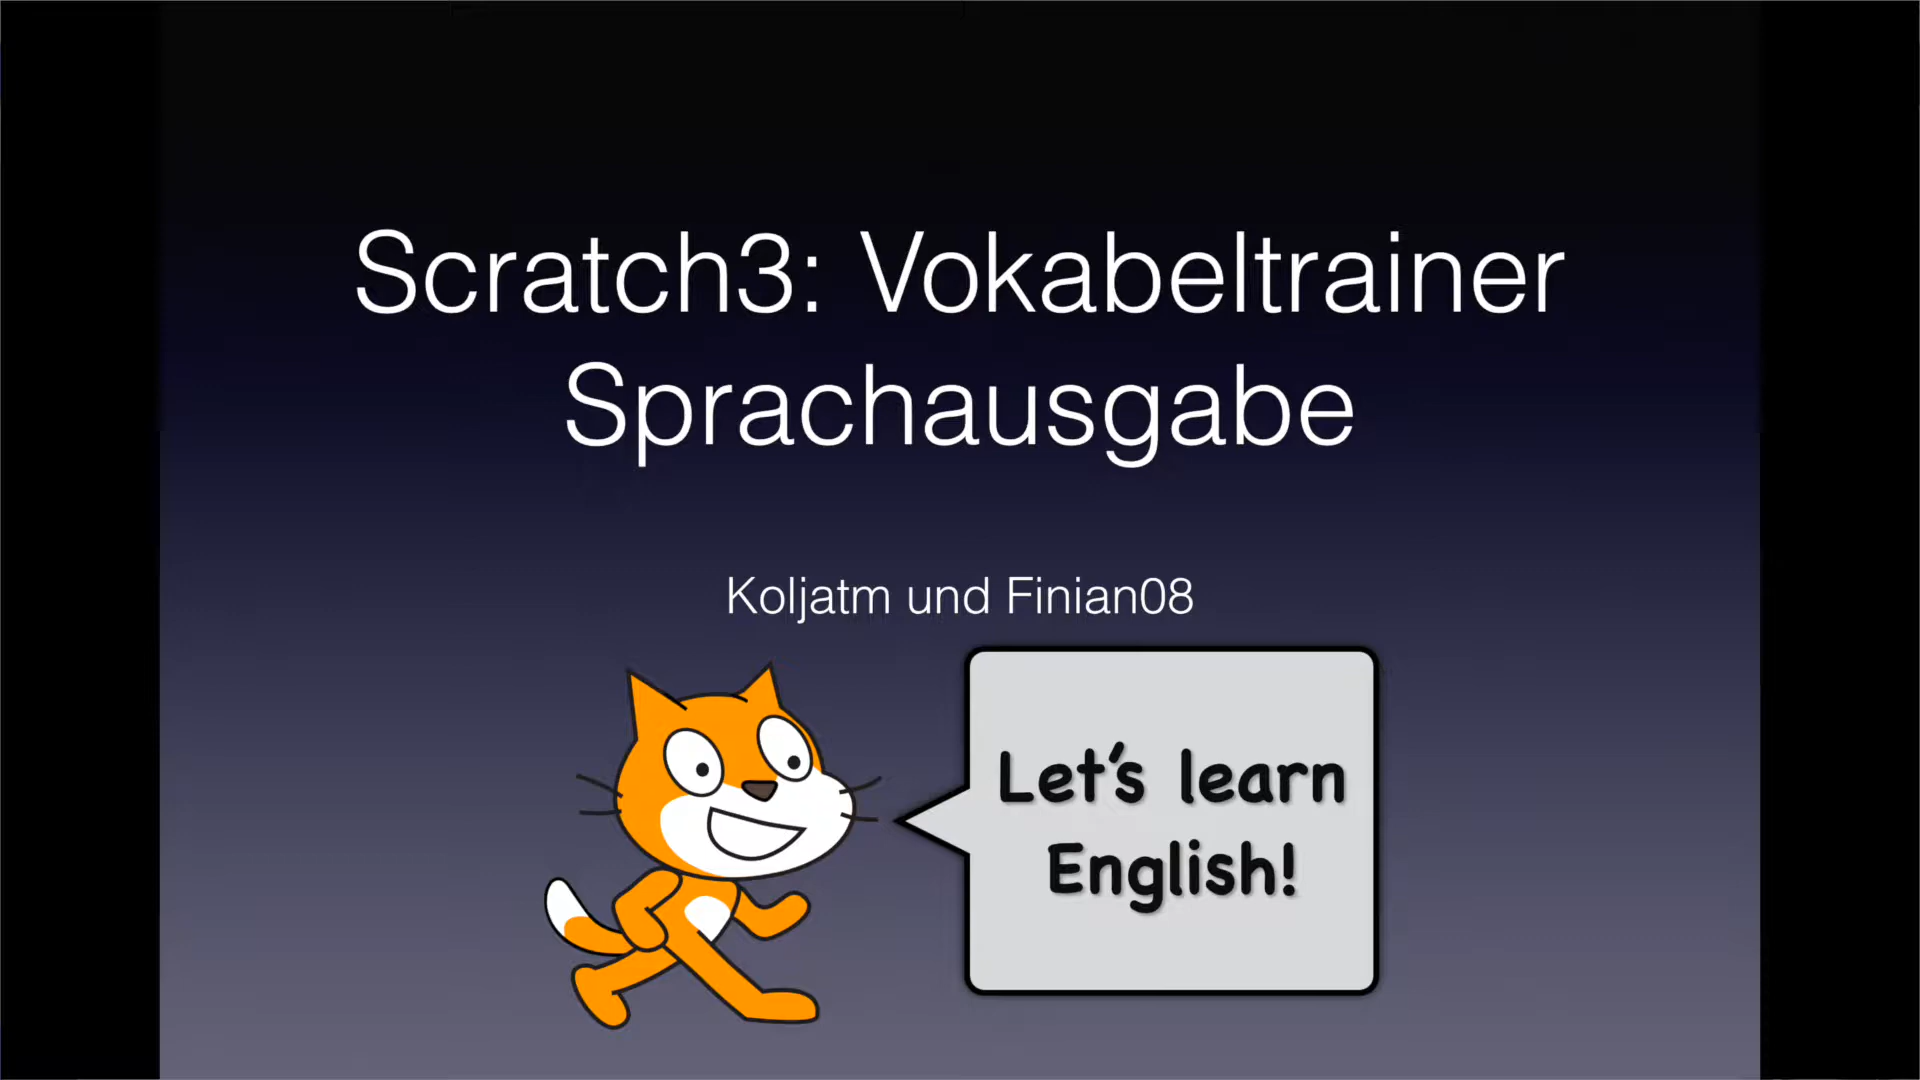 Scratch3: Vokabeltrainer
Sprachausgabe
Koljatm und Finian08
Let's learn
English!